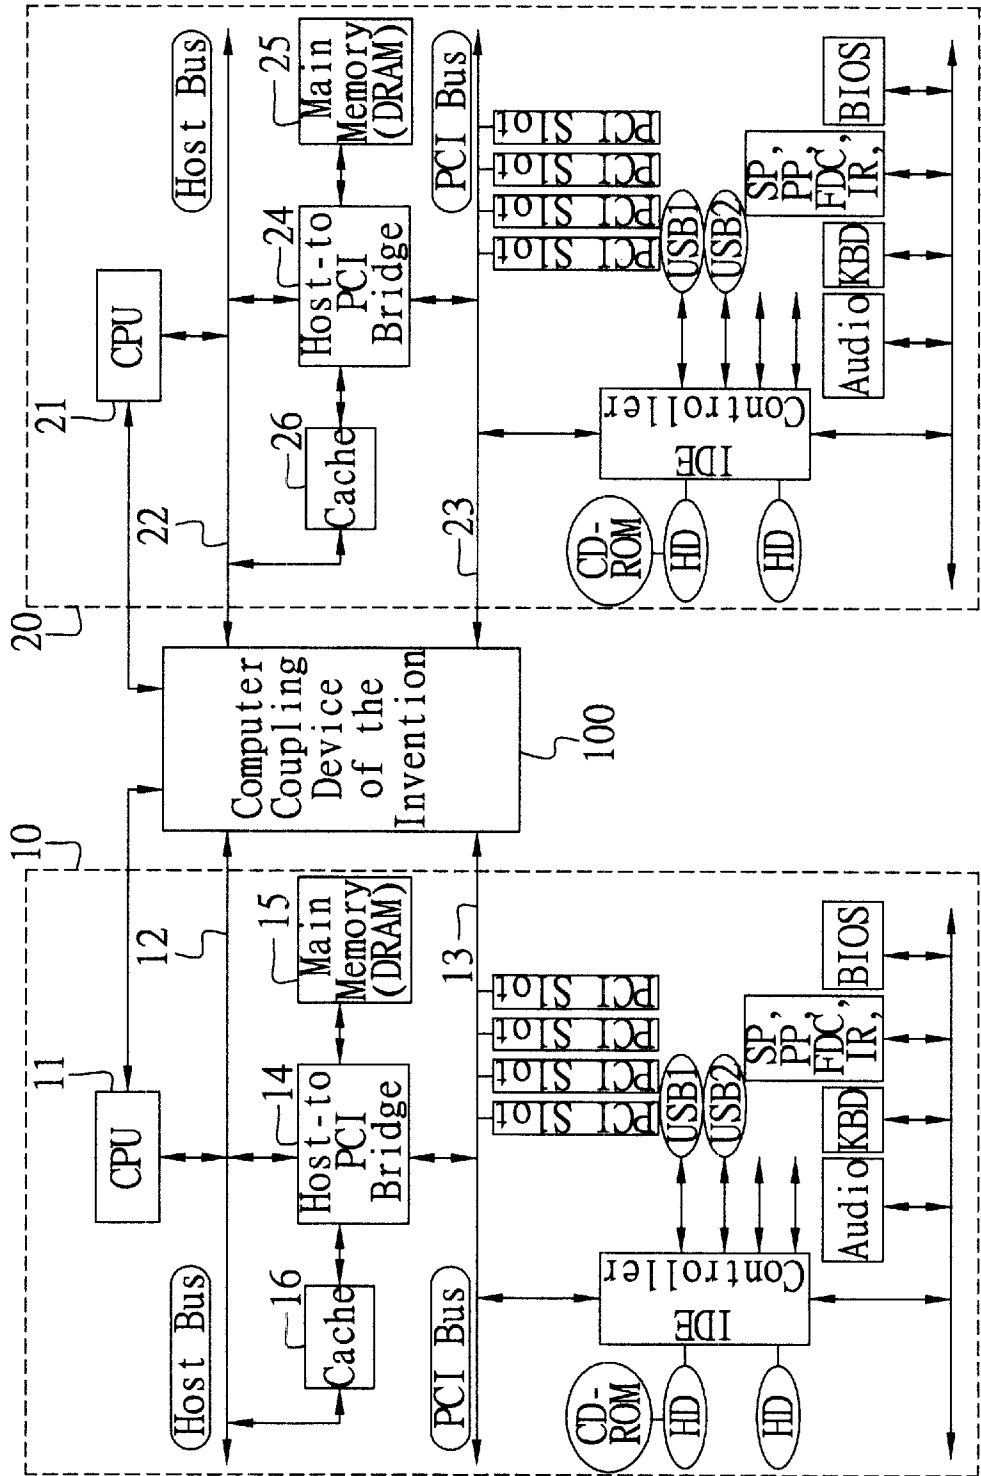 10
11
CPU
Host Bus
12
16
Cache
14
Host-to
PCI
Bridge
15
Main
Memory
(DRAM)
PCI Bus
13
PCI Slot
PCI Slot
PCI Slot
PCI Slot
CD-
ROM
HD
HD
IDE
Controller
USB1
USB2
Audio
KBD
SP,
PP,
FDC,
IR,
BIOS
Computer
Coupling
Device
of the
Invention
100
20
21
CPU
22
Host Bus
26
Cache
24
Host-to
PCI
Bridge
25
Main
Memory
(DRAM)
23
PCI Bus
PCI Slot
PCI Slot
PCI Slot
PCI Slot
CD-
ROM
HD
HD
IDE
Controller
USB1
USB2
Audio
KBD
SP,
PP,
FDC,
IR,
BIOS